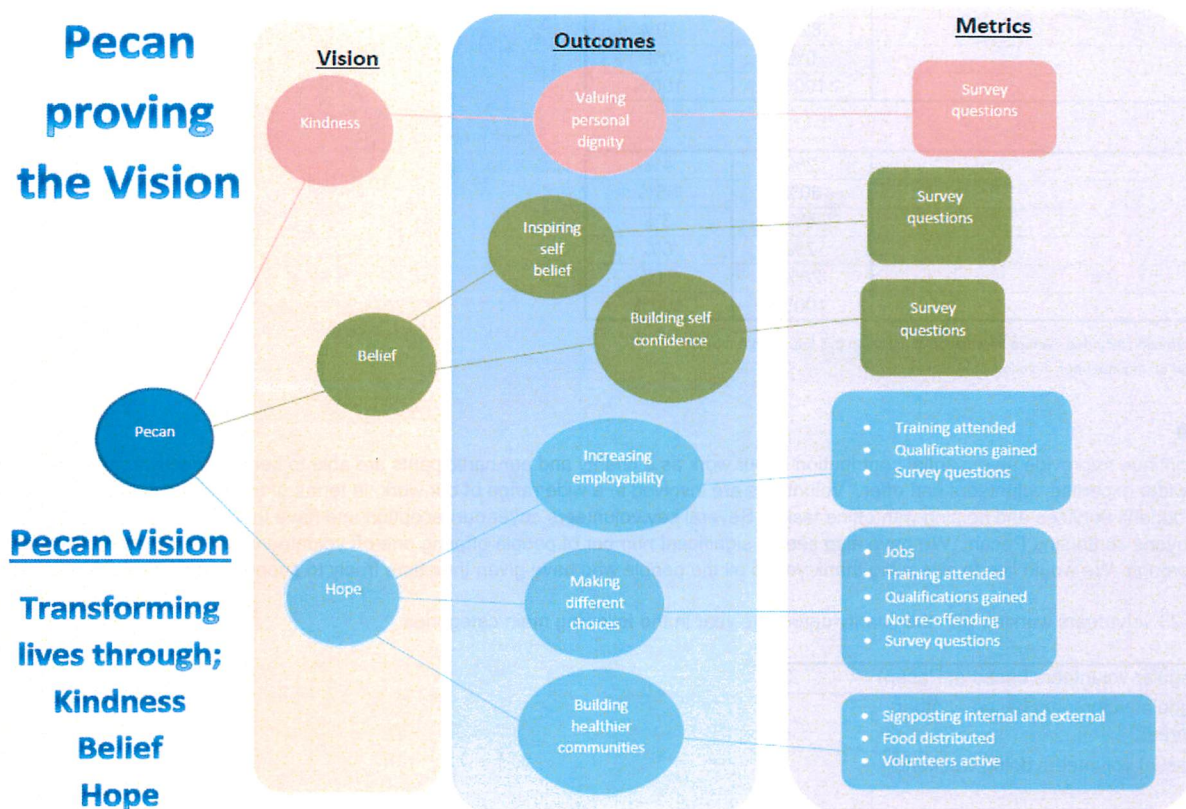 Pecan
proving
the Vision
Vision
Outcomes
Metrics
Kindness
Valuing
personal
dignity
Survey
questions
Inspiring
self
belief
Survey
questions
Belief
Building self
confidence
Survey
questions
Pecan
Increasing
employability
• Training attended
• Qualifications gained
• Survey questions
Hope
Making
different
choices
• Jobs
• Training attended
• Qualifications gained
• Not re-offending
• Survey questions
Building
healthier
communities
• Signposting internal and external
• Food distributed
• Volunteers active
Pecan Vision
Transforming
lives through;
Kindness
Belief
Hope